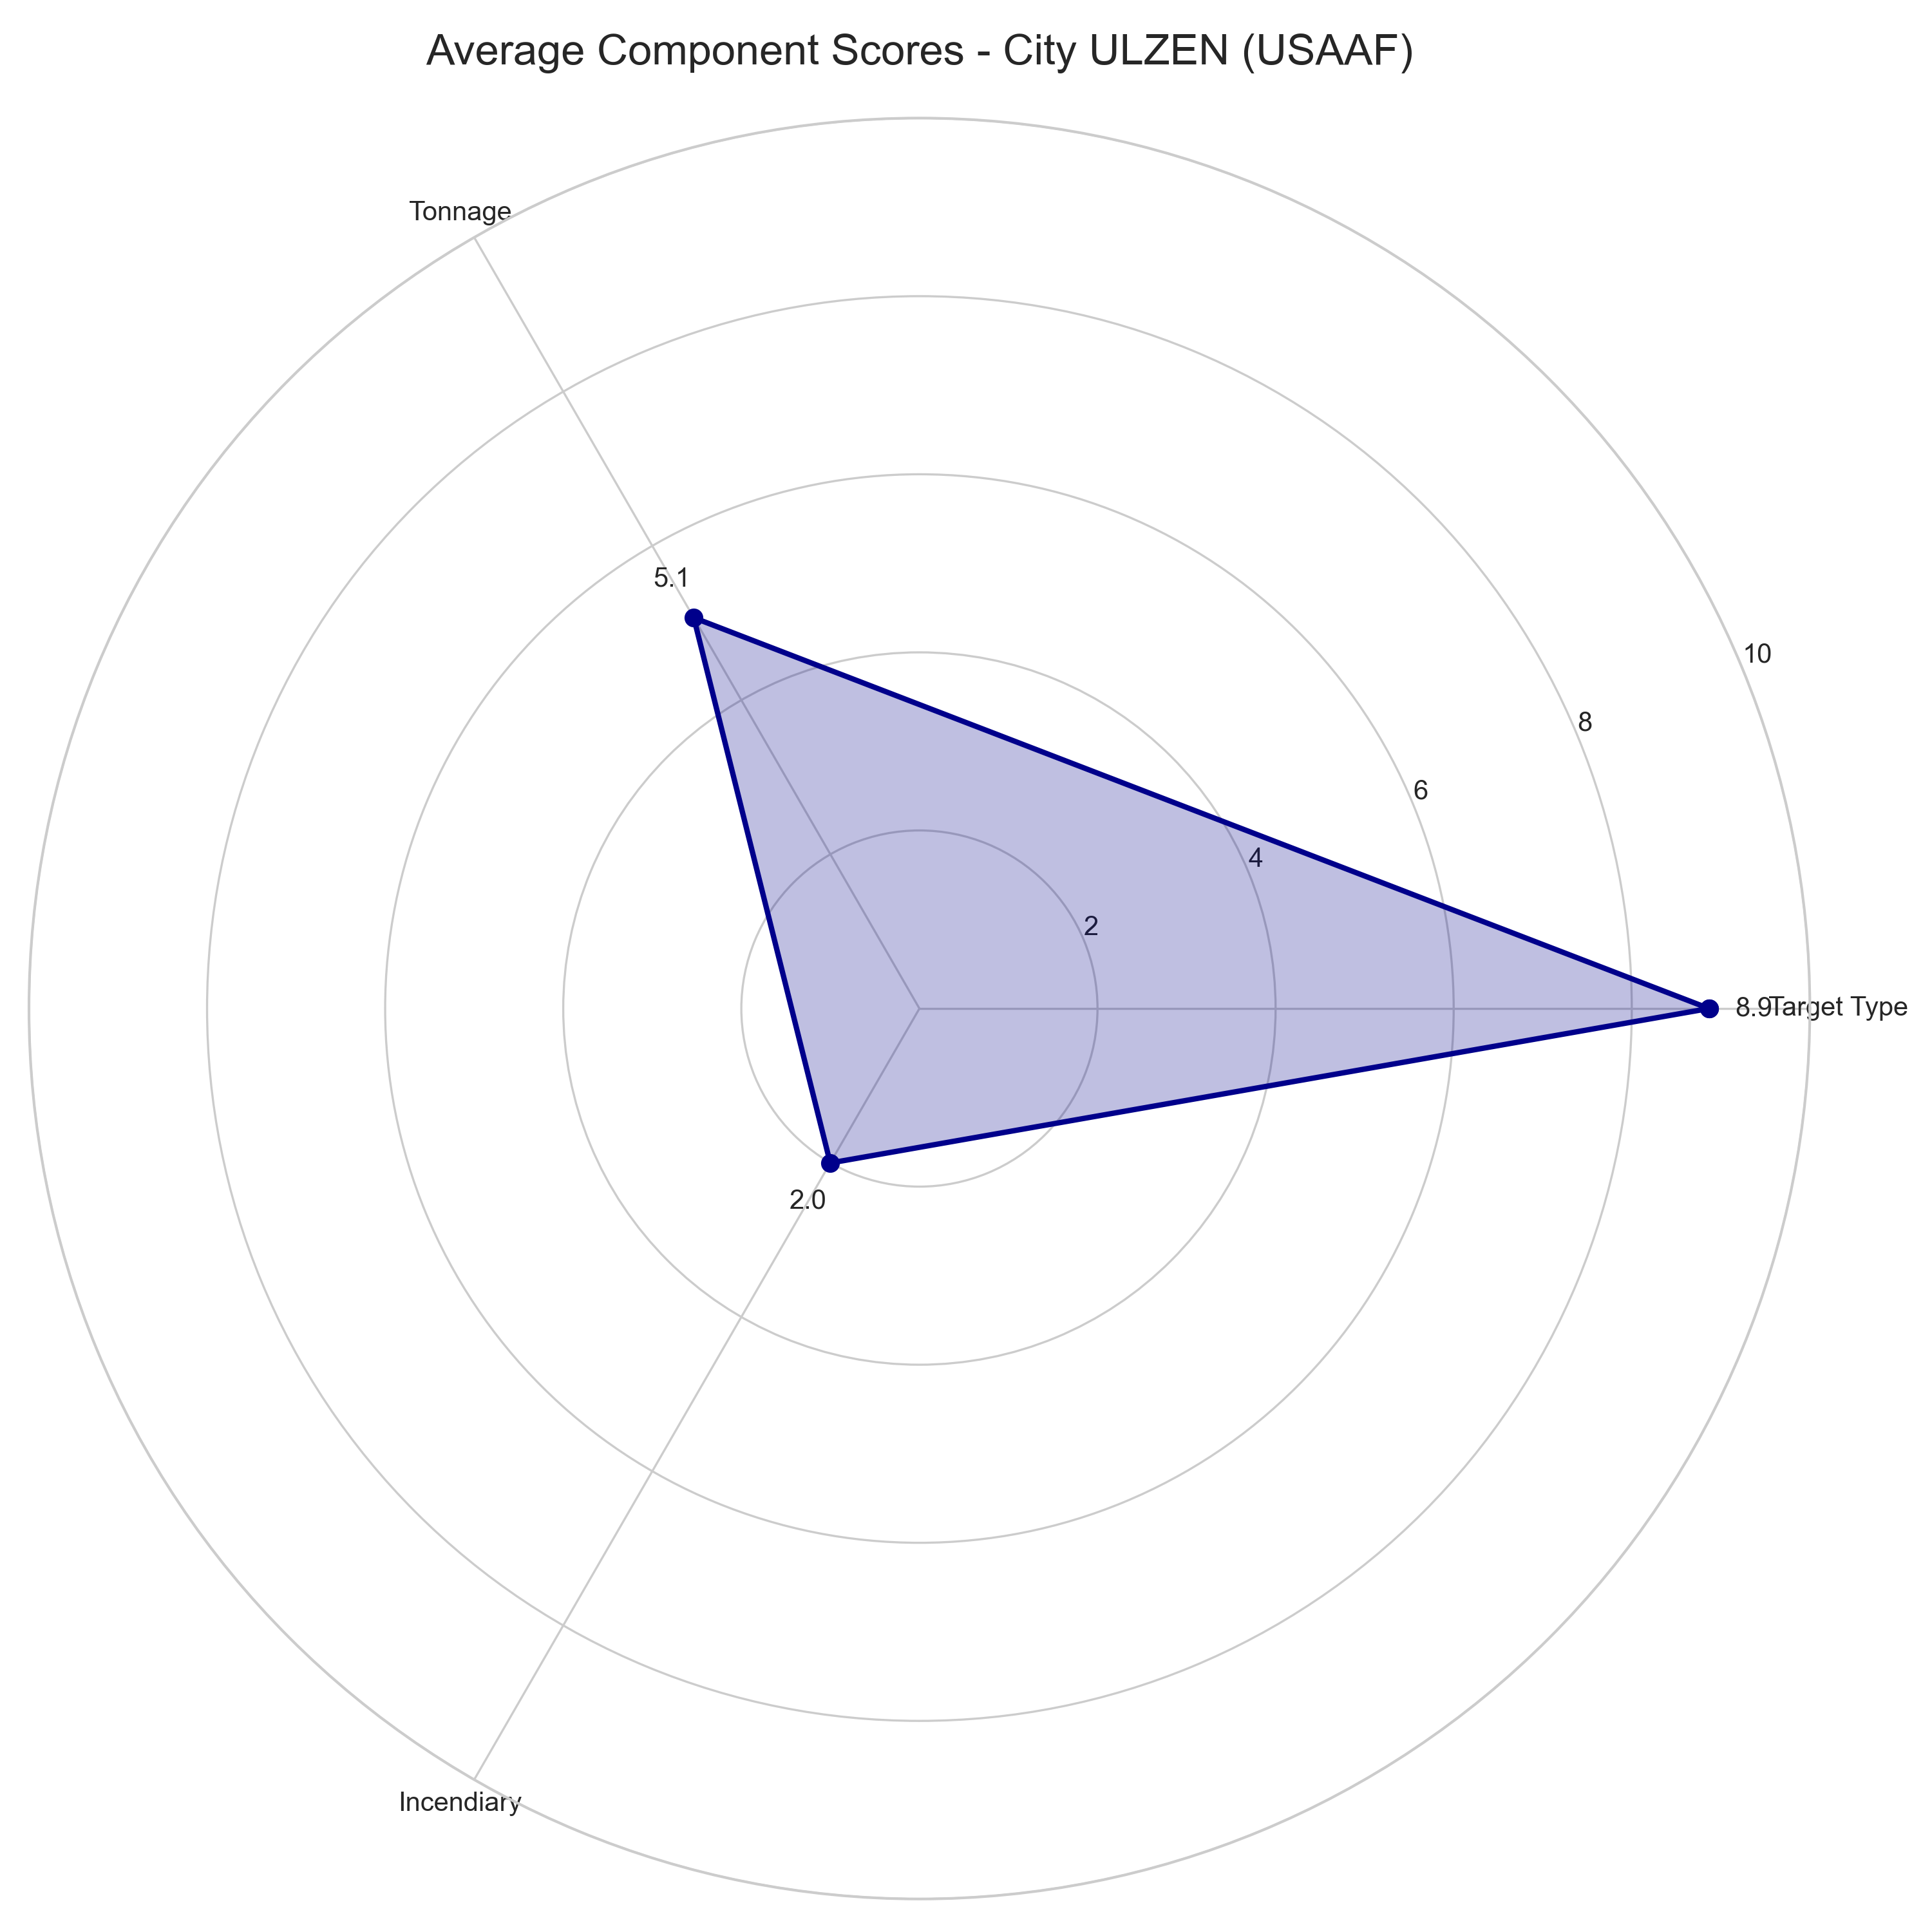 Average Component Scores - City ULZEN (USAAF)
Tonnage
5.1
10
8
6
4
2
8.9
Target Type
2.0
Incendiary